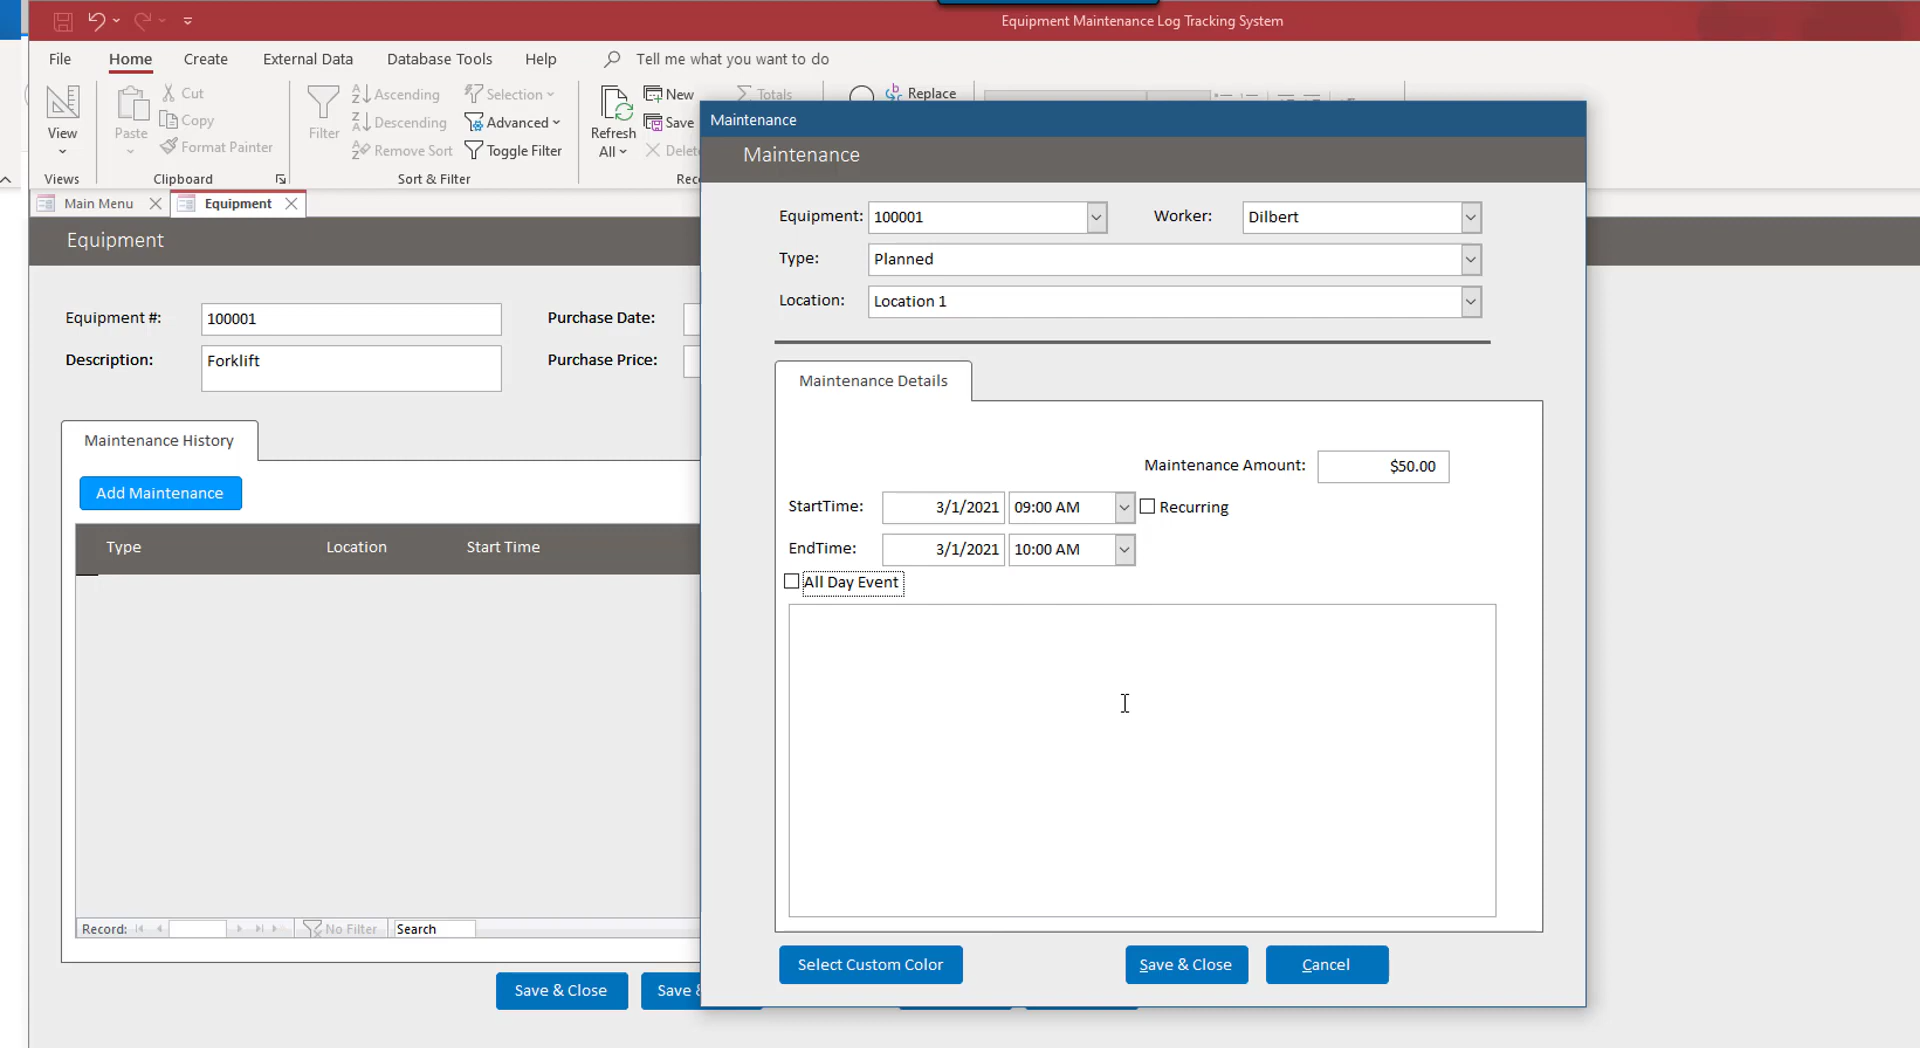 Equipment Maintenance Log Tracking System
File Home Create External Data Database Tools Help Tell me what you want to do
View
Views
Paste
Cut
Copy
Format Painter
Clipboard
Filter
Ascending
Descending
Remove Sort
Selection
Advanced
Toggle Filter
Sort & Filter
Refresh
All
New
Save
Totals
Replace
Main Menu
Equipment
Equipment
Equipment #: 100001
Description: Forklift
Purchase Date:
Purchase Price:
Maintenance History
Add Maintenance
Type Location Start Time
Record: No Filter Search
Save & Close
Save &
Maintenance
Maintenance
Equipment: 100001 Worker: Dilbert
Type: Planned
Location: Location 1
Maintenance Details
Maintenance Amount: $50.00
StartTime: 3/1/2021 09:00 AM Recurring
EndTime: 3/1/2021 10:00 AM
All Day Event
Select Custom Color Save & Close Cancel